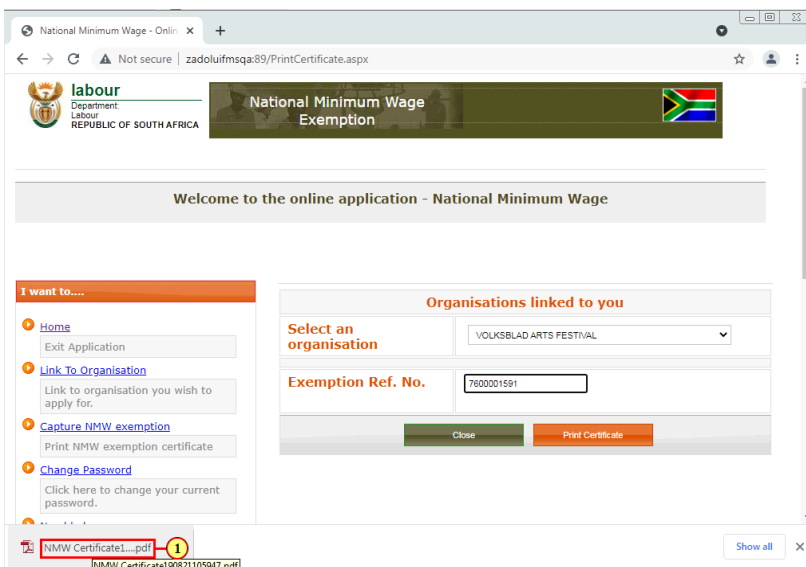 National Minimum Wage - Onlin
Not secure | zadoluifmsqa:89/PrintCertificate.aspx
labour
Department:
Labour
REPUBLIC OF SOUTH AFRICA
National Minimum Wage
Exemption
Welcome to the online application - National Minimum Wage
I want to....
Home
Exit Application
Link To Organisation
Link to organisation you wish to
apply for.
Capture NMW exemption
Print NMW exemption certificate
Change Password
Click here to change your current
password.
Organisations linked to you
Select an
organisation
VOLKSBLAD ARTS FESTIVAL
Exemption Ref. No.
7600001591
Close
Print Certificate
NMW Certificate1....pdf
1
NMW Certificate190821105947.pdf
Show all